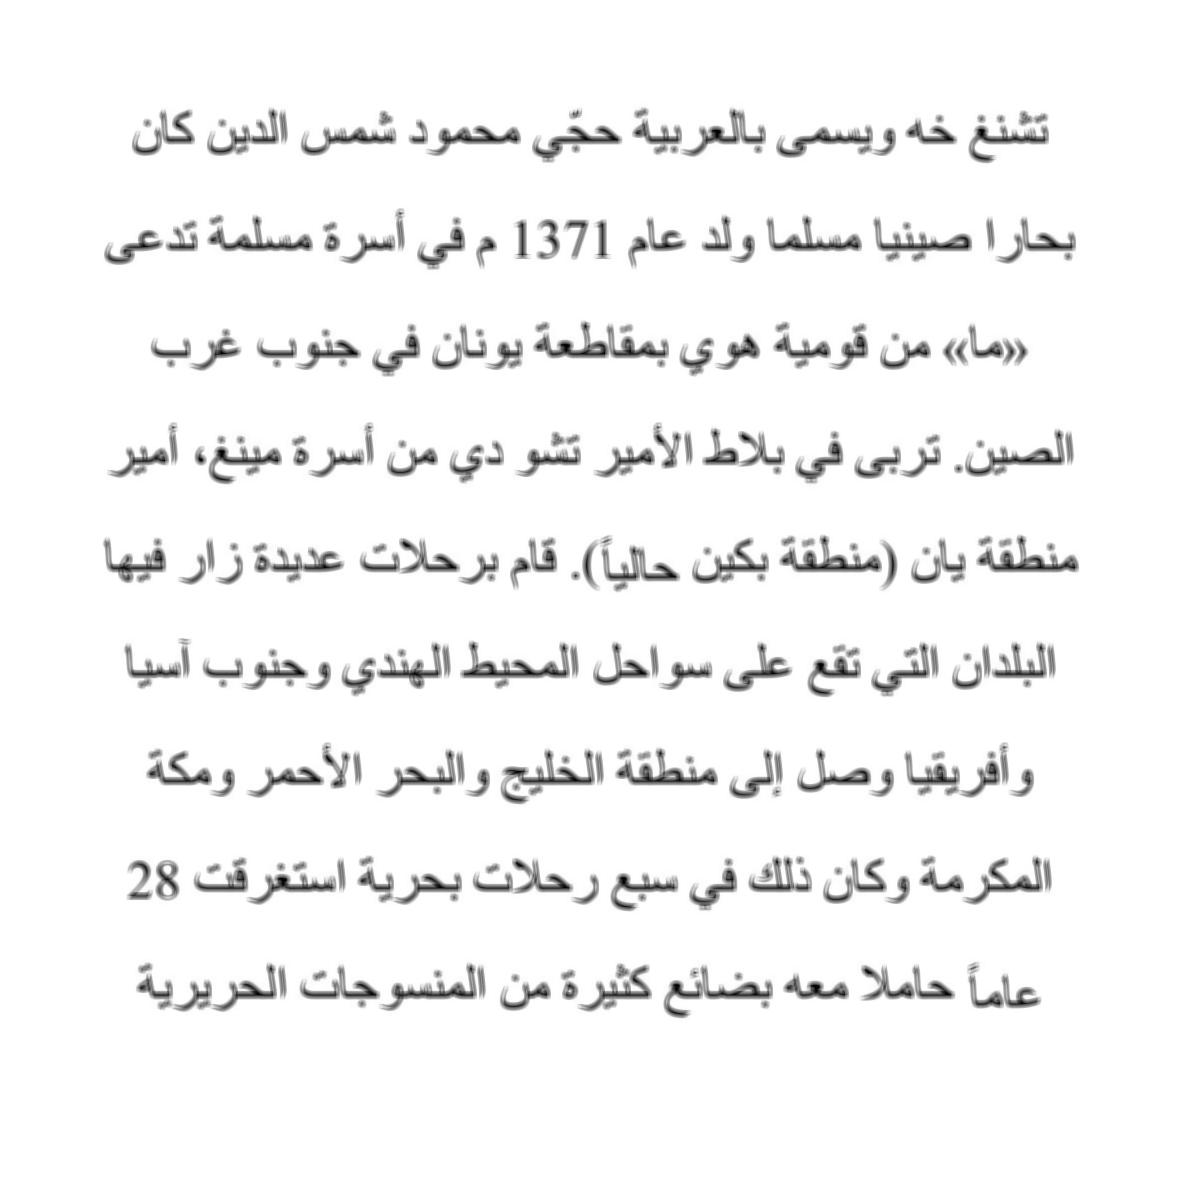 تشنغ خه ويسمى بالعربية حجّي محمود شمس الدين كان
بحارا صينيا مسلما ولد عام 1371 م في أسرة مسلمة تدعى
«ما» من قومية هوي بمقاطعة يونان في جنوب غرب
الصين. تربى في بلاط الأمير تشو دي من أسرة مينغ، أمير
منطقة يان (منطقة بكين حالياً). قام برحلات عديدة زار فيها
البلدان التي تقع على سواحل المحيط الهندي وجنوب آسيا
وأفريقيا وصل إلى منطقة الخليج والبحر الأحمر ومكة
المكرمة وكان ذلك في سبع رحلات بحرية استغرقت 28
عاماً حاملا معه بضائع كثيرة من المنسوجات الحريرية